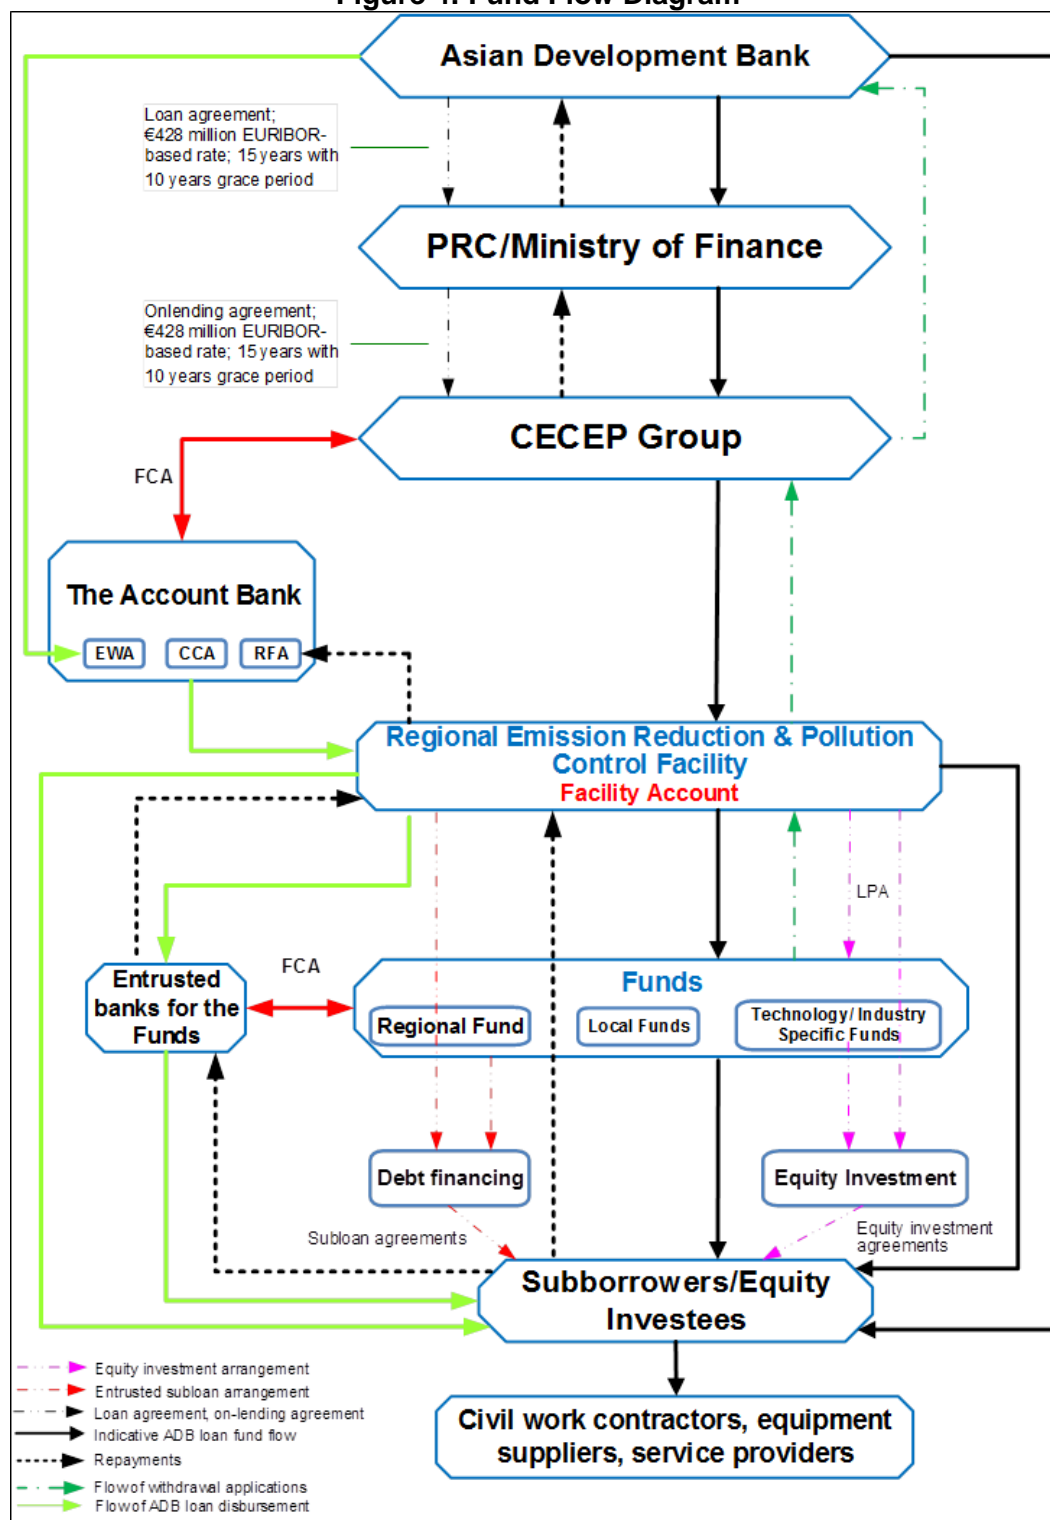 Figure 4: Fund Flow Diagram
Asian Development Bank
Loan agreement;
€428 million EURIBOR-
based rate; 15 years with
10 years grace period
PRC/Ministry of Finance
Onlending agreement;
€428 million EURIBOR-
based rate; 15 years with
10 years grace period
CECEP Group
FCA
The Account Bank
EWA
CCA
RFA
Regional Emission Reduction & Pollution
Control Facility
Facility Account
LPA
FCA
Entrusted
banks for the
Funds
Funds
Regional Fund
Local Funds
Technology/ Industry
Specific Funds
Debt financing
Equity Investment
Subloan agreements
Equity investment
agreements
Subborrowers/Equity
Investees
Equity investment arrangement
Entrusted subloan arrangement
Loan agreement, on-lending agreement
Indicative ADB loan fund flow
Repayments
Flow of withdrawal applications
Flow of ADB loan disbursement
Civil work contractors, equipment
suppliers, service providers